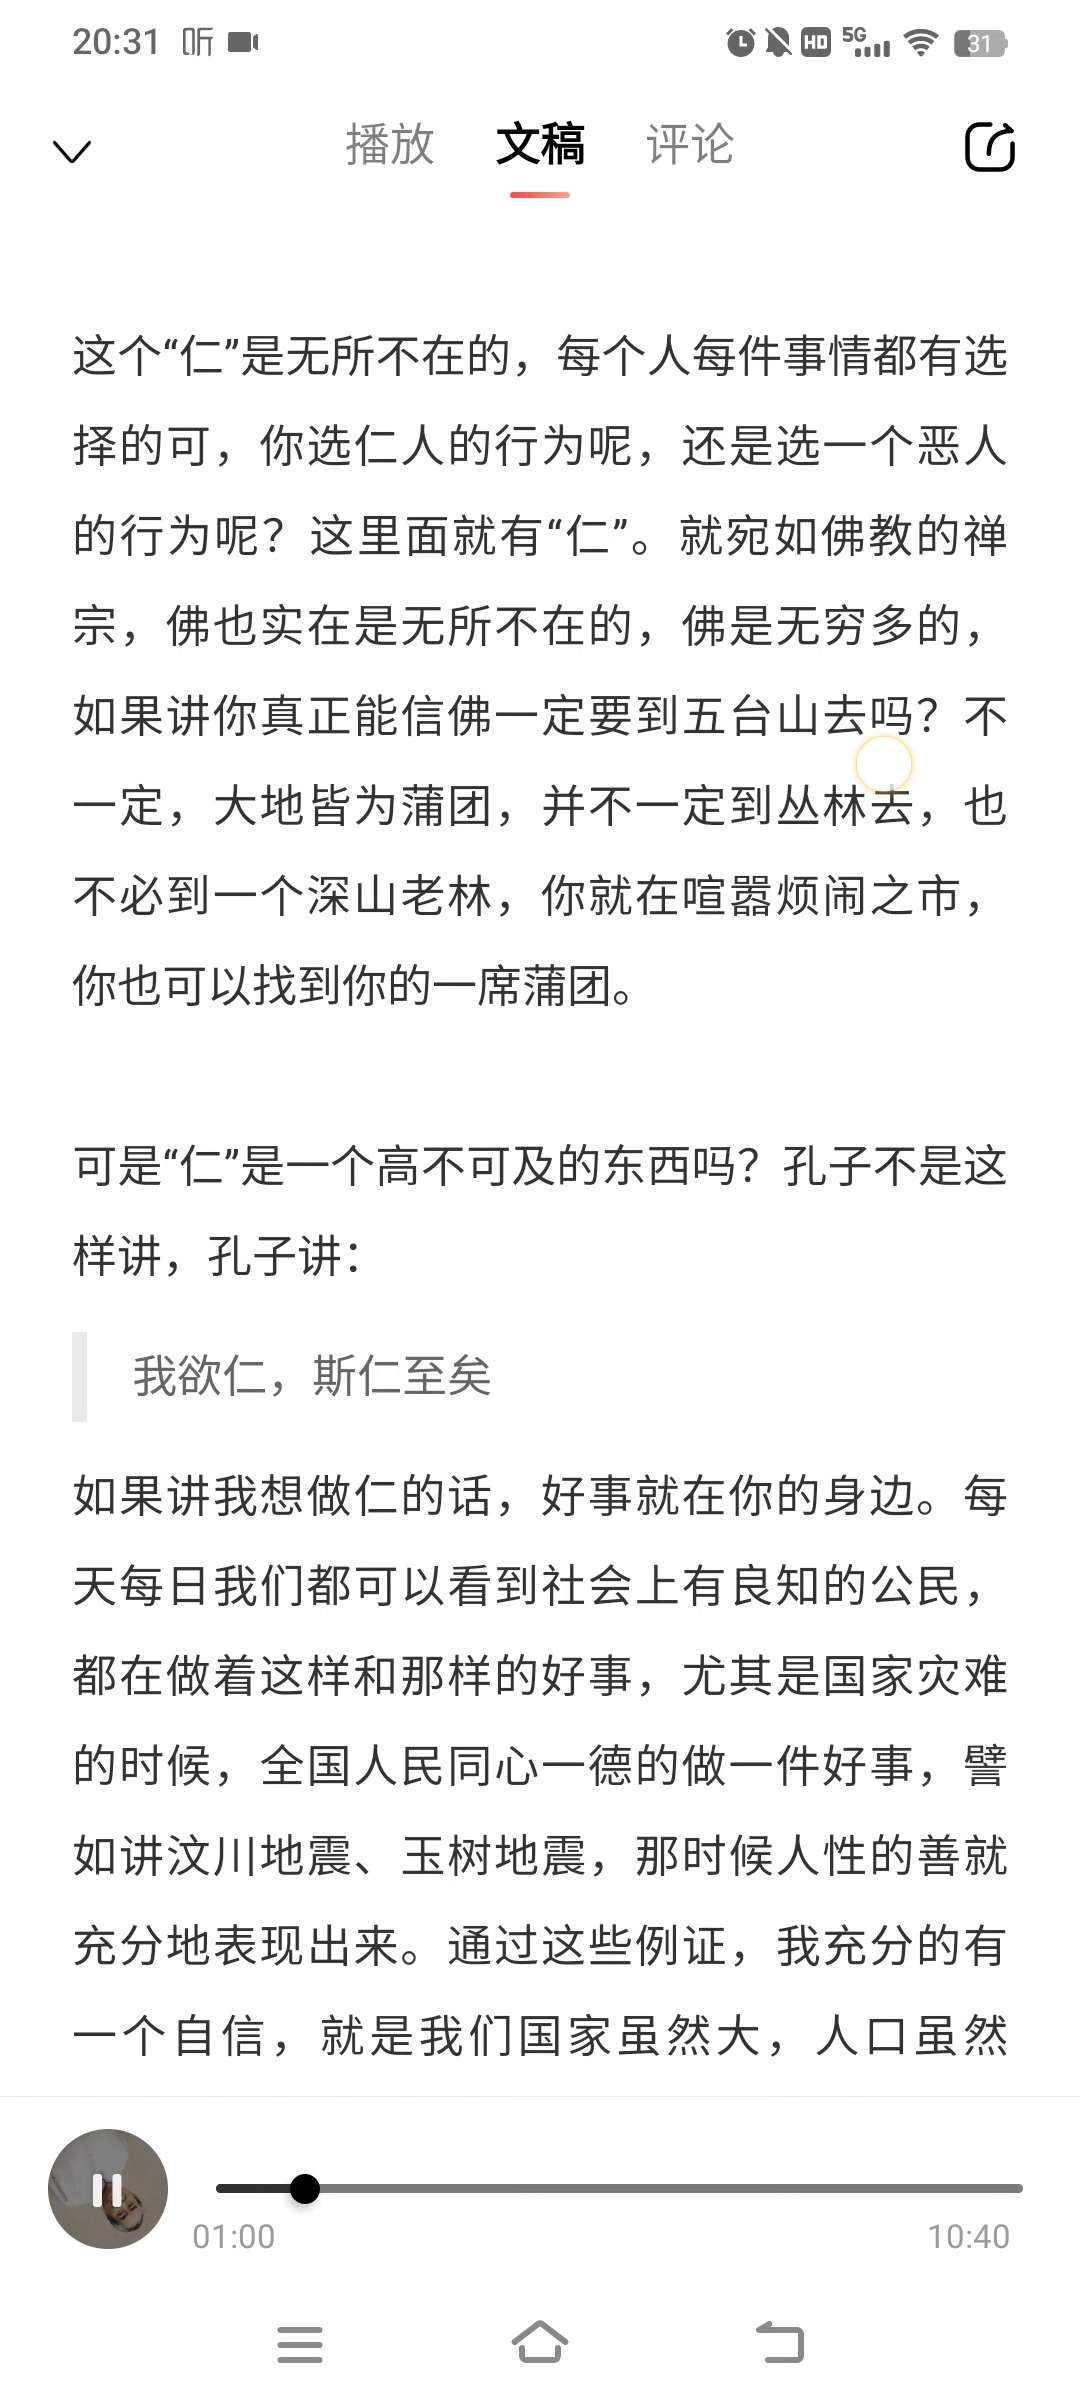 20:31 听 HD 5G 31
播放 文稿 评论
这个“仁”是无所不在的，每个人每件事情都有选
择的可，你选仁人的行为呢，还是选一个恶人
的行为呢？这里面就有“仁”。就宛如佛教的禅
宗，佛也实在是无所不在的，佛是无穷多的，
如果讲你真正能信佛一定要到五台山去吗？不
一定，大地皆为蒲团，并不一定到丛林去，也
不必到一个深山老林，你就在喧嚣烦闹之市，
你也可以找到你的一席蒲团。
可是“仁”是一个高不可及的东西吗？孔子不是这
样讲，孔子讲：
我欲仁，斯仁至矣
如果讲我想做仁的话，好事就在你的身边。每
天每日我们都可以看到社会上有良知的公民，
都在做着这样和那样的好事，尤其是国家灾难
的时候，全国人民同心一德的做一件好事，譬
如讲汶川地震、玉树地震，那时候人性的善就
充分地表现出来。通过这些例证，我充分的有
一个自信，就是我们国家虽然大，人口虽然
01:00 10:40